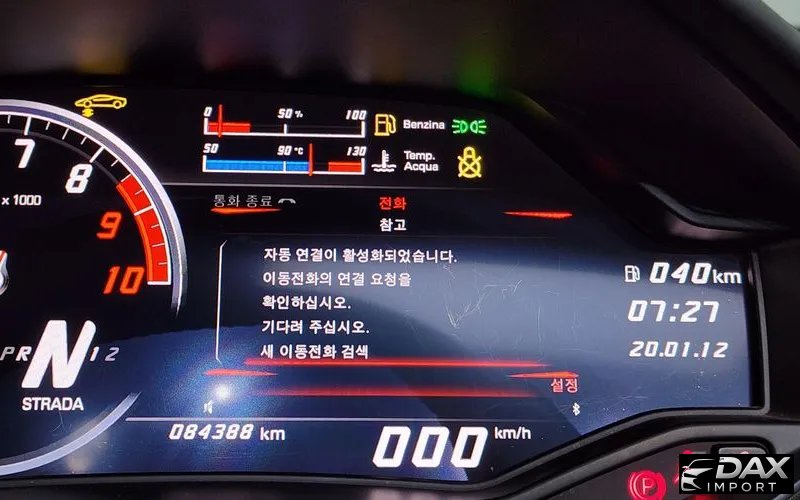 0 50% 100 Benzina
50 90°C 130 Temp. Acqua
7
8
x 1000
9
10
통화 종료
전화
참고
자동 연결이 활성화되었습니다.
이동전화의 연결 요청을
확인하십시오.
기다려 주십시오.
새 이동전화 검색
설정
040 km
07:27
20.01.12
N
STRADA
084388 km
000 km/h
P
DAX
IMPORT